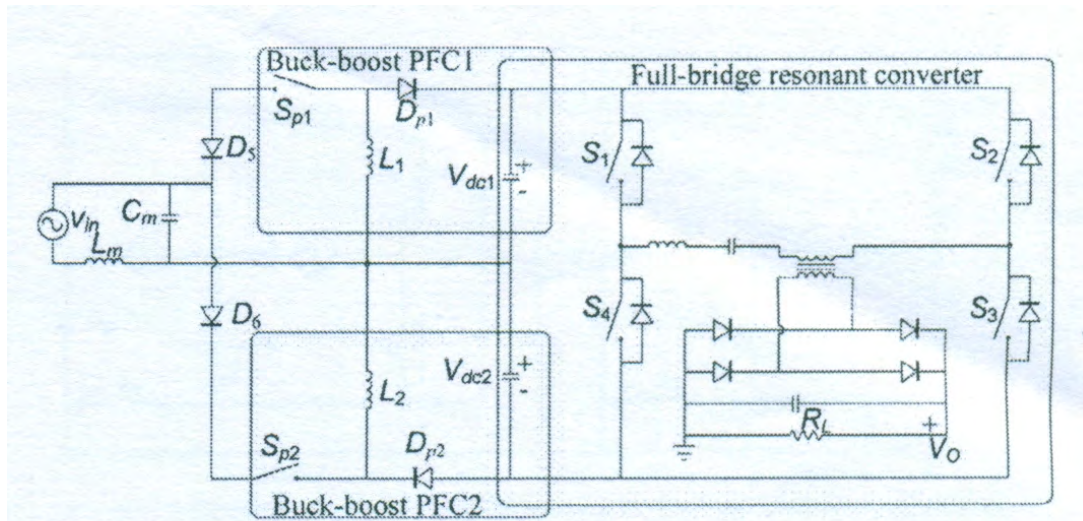 Buck-boost PFC1
Full-bridge resonant converter
Sp1
Dp1
D5
L1
Vdc1
S1
S2
vin
Cm
Lm
D6
S4
S3
Vdc2
L2
RL
Vo
Sp2
Dp2
Buck-boost PFC2